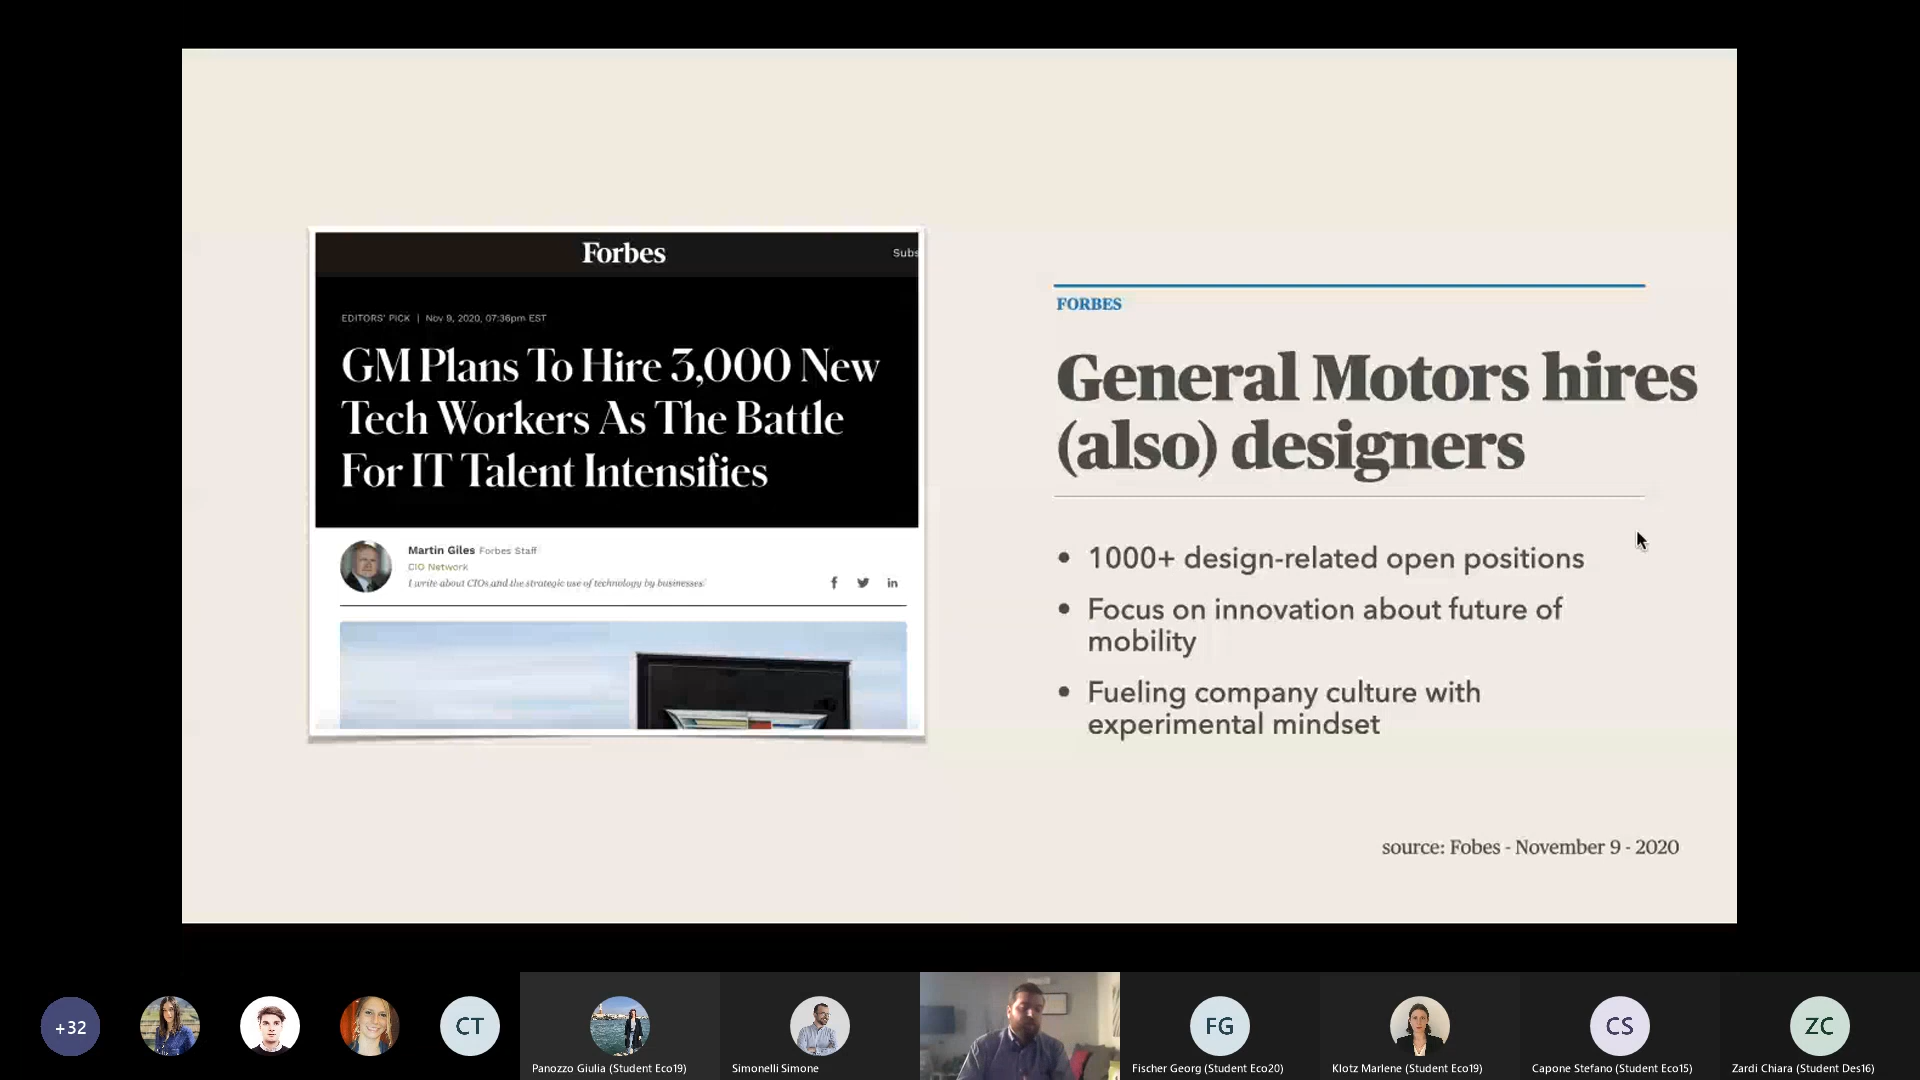 Forbes
Subs
EDITORS' PICK | Nov 9, 2020, 07:36pm EST
GM Plans To Hire 3,000 New
Tech Workers As The Battle
For IT Talent Intensifies
Martin Giles Forbes Staff
CIO Network
I write about CIOs and the strategic use of technology by businesses.
FORBES
General Motors hires
(also) designers
• 1000+ design-related open positions
• Focus on innovation about future of
mobility
• Fueling company culture with
experimental mindset
source: Fobes - November 9 - 2020
+32
CT
Panozzo Giulia (Student Eco19)
Simonelli Simone
FG
Fischer Georg (Student Eco20)
Klotz Marlene (Student Eco19)
CS
Capone Stefano (Student Eco15)
ZC
Zardi Chiara (Student Des16)